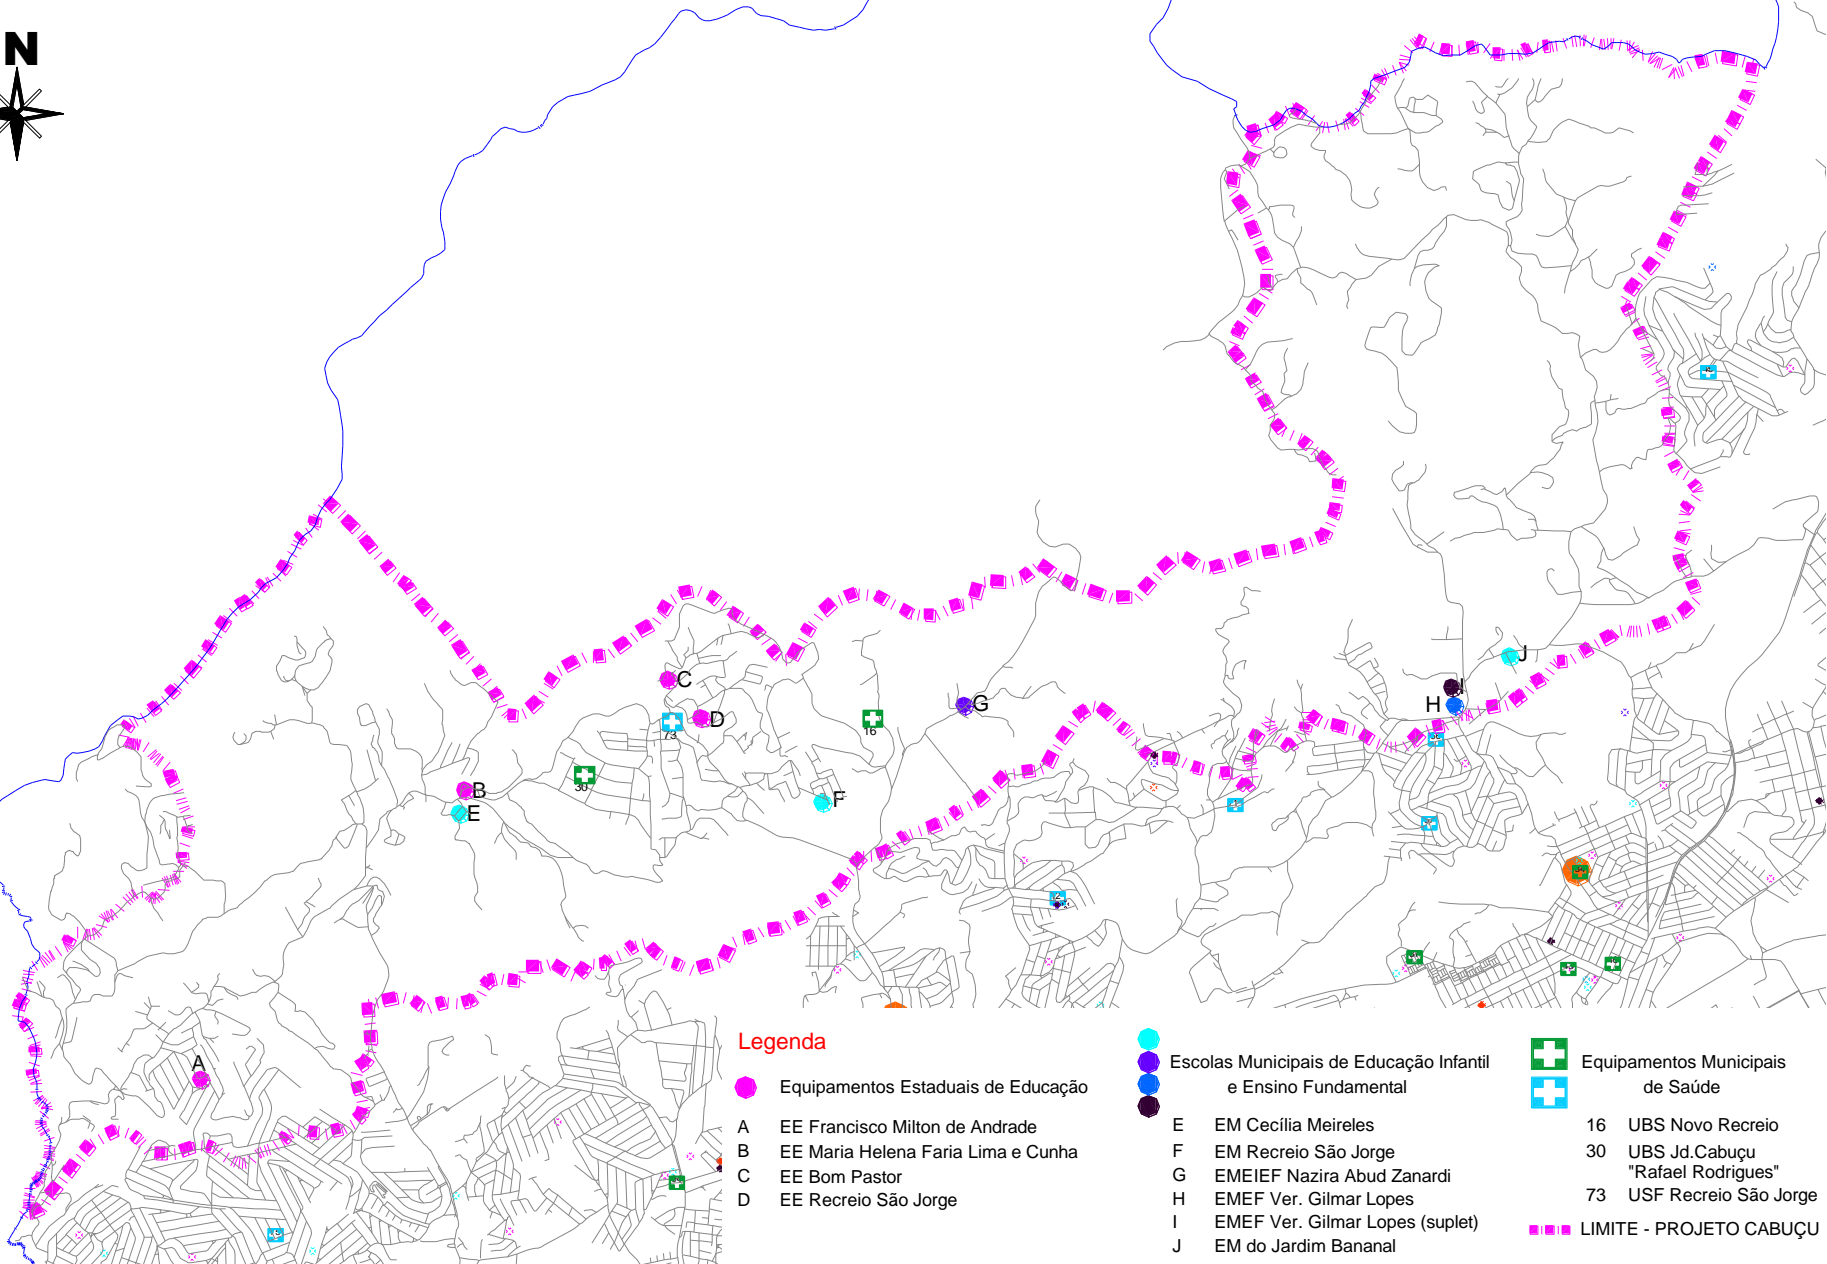 N
C
D
73
16
G
J
I
H
30
B
E
F
A
Legenda
Equipamentos Estaduais de Educação
A EE Francisco Milton de Andrade
B EE Maria Helena Faria Lima e Cunha
C EE Bom Pastor
D EE Recreio São Jorge
Escolas Municipais de Educação Infantil
e Ensino Fundamental
E EM Cecília Meireles
F EM Recreio São Jorge
G EMEIEF Nazira Abud Zanardi
H EMEF Ver. Gilmar Lopes
I EMEF Ver. Gilmar Lopes (suplet)
J EM do Jardim Bananal
Equipamentos Municipais
de Saúde
16 UBS Novo Recreio
30 UBS Jd.Cabuçu
"Rafael Rodrigues"
73 USF Recreio São Jorge
LIMITE - PROJETO CABUÇU